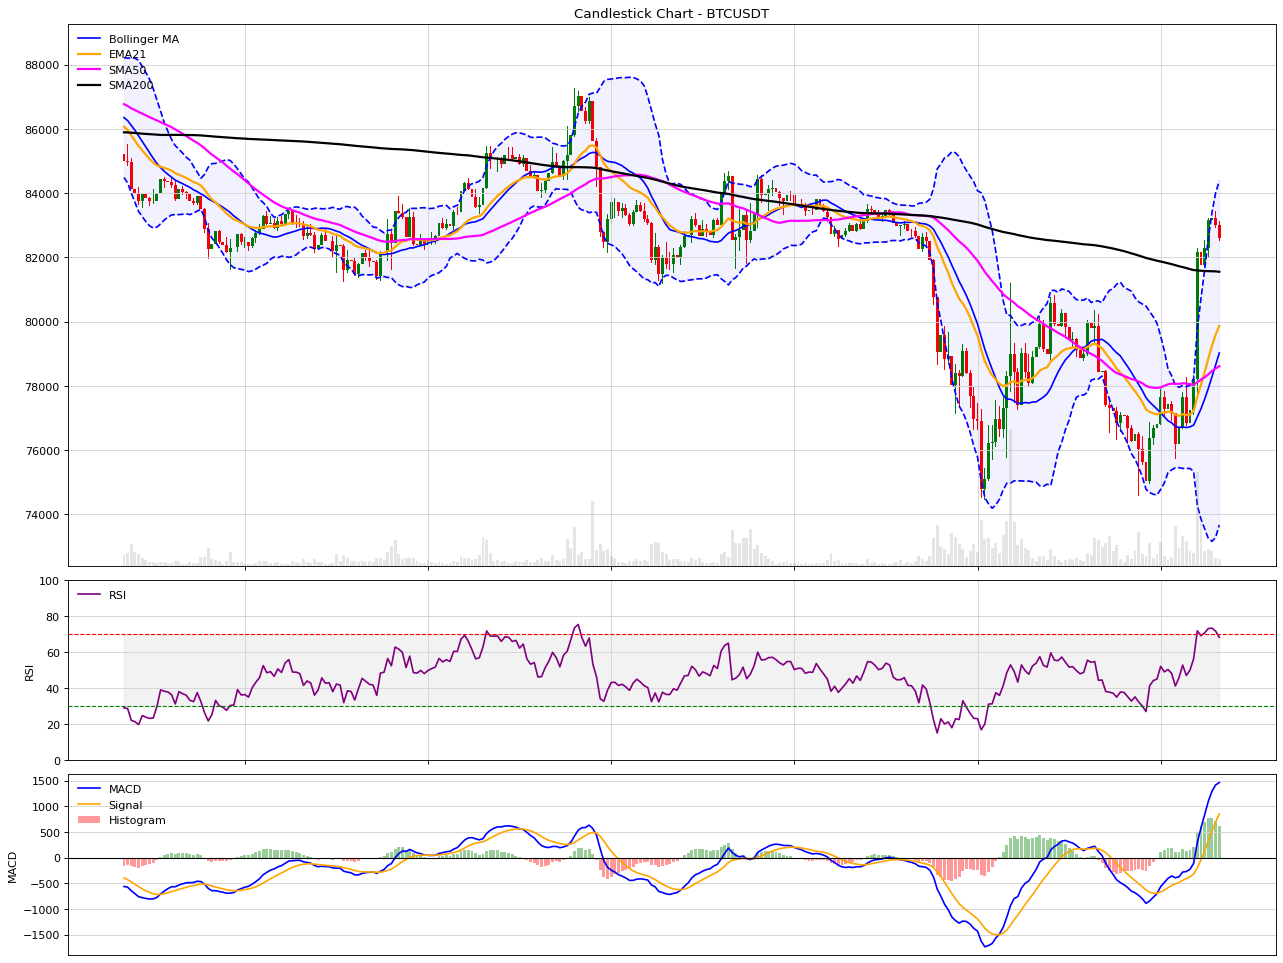 Candlestick Chart - BTCUSDT
Bollinger MA
EMA21
SMA50
SMA200
88000
86000
84000
82000
80000
78000
76000
74000
RSI
100
80
60
40
20
0
RSI
MACD
Signal
Histogram
1500
1000
500
0
−500
−1000
−1500
MACD